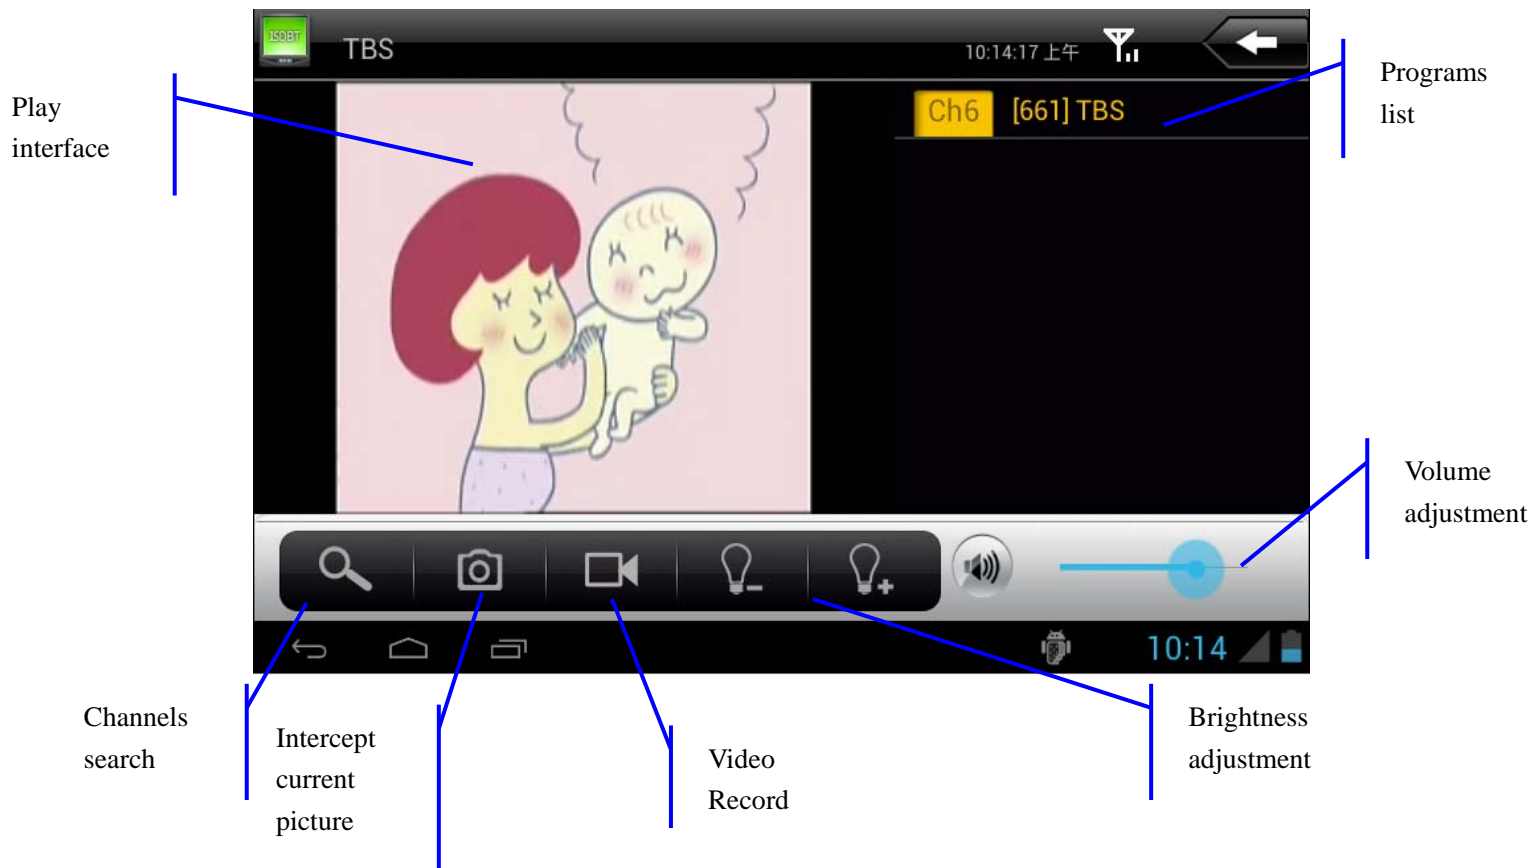 ISDBT
TBS
10:14:17 上午
Play
interface
Programs
list
Ch6
[661] TBS
Volume
adjustment
10:14
Channels
search
Intercept
current
picture
Video
Record
Brightness
adjustment